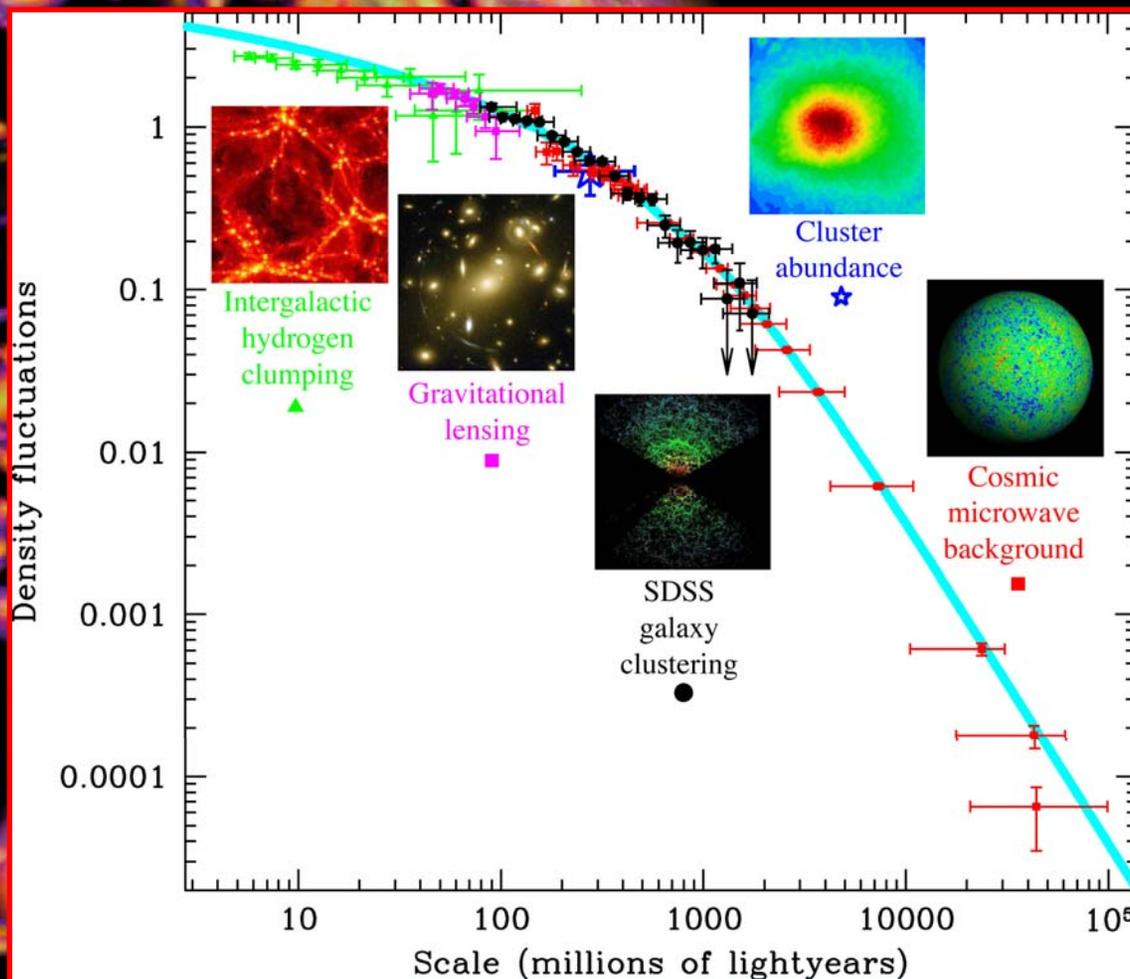 Density fluctuations
1
0.1
0.01
0.001
0.0001
Intergalactic
hydrogen
clumping
Gravitational
lensing
SDSS
galaxy
clustering
Cluster
abundance
Cosmic
microwave
background
10
100
1000
10000
10⁵
Scale (millions of lightyears)